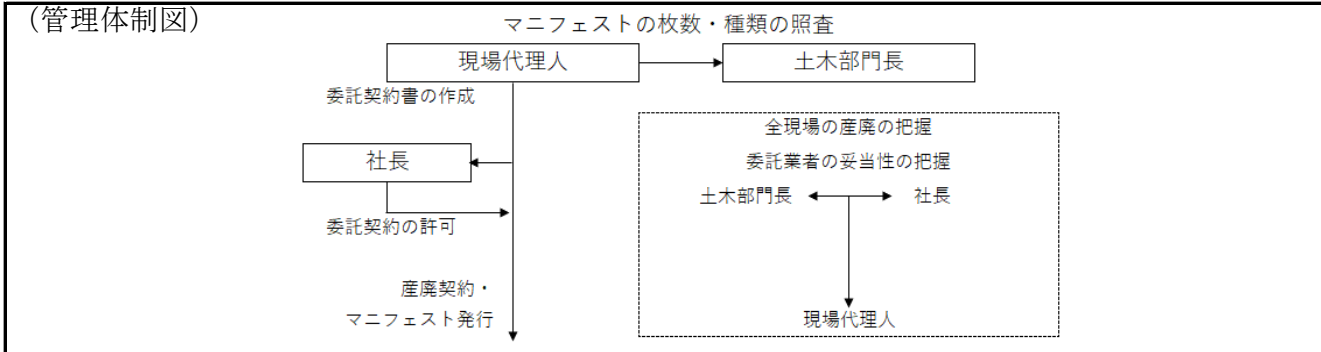 （管理体制図）
マニフェストの枚数・種類の照査
現場代理人
土木部門長
委託契約書の作成
社長
委託契約の許可
産廃契約・
マニフェスト発行
全現場の産廃の把握
委託業者の妥当性の把握
土木部門長
社長
現場代理人